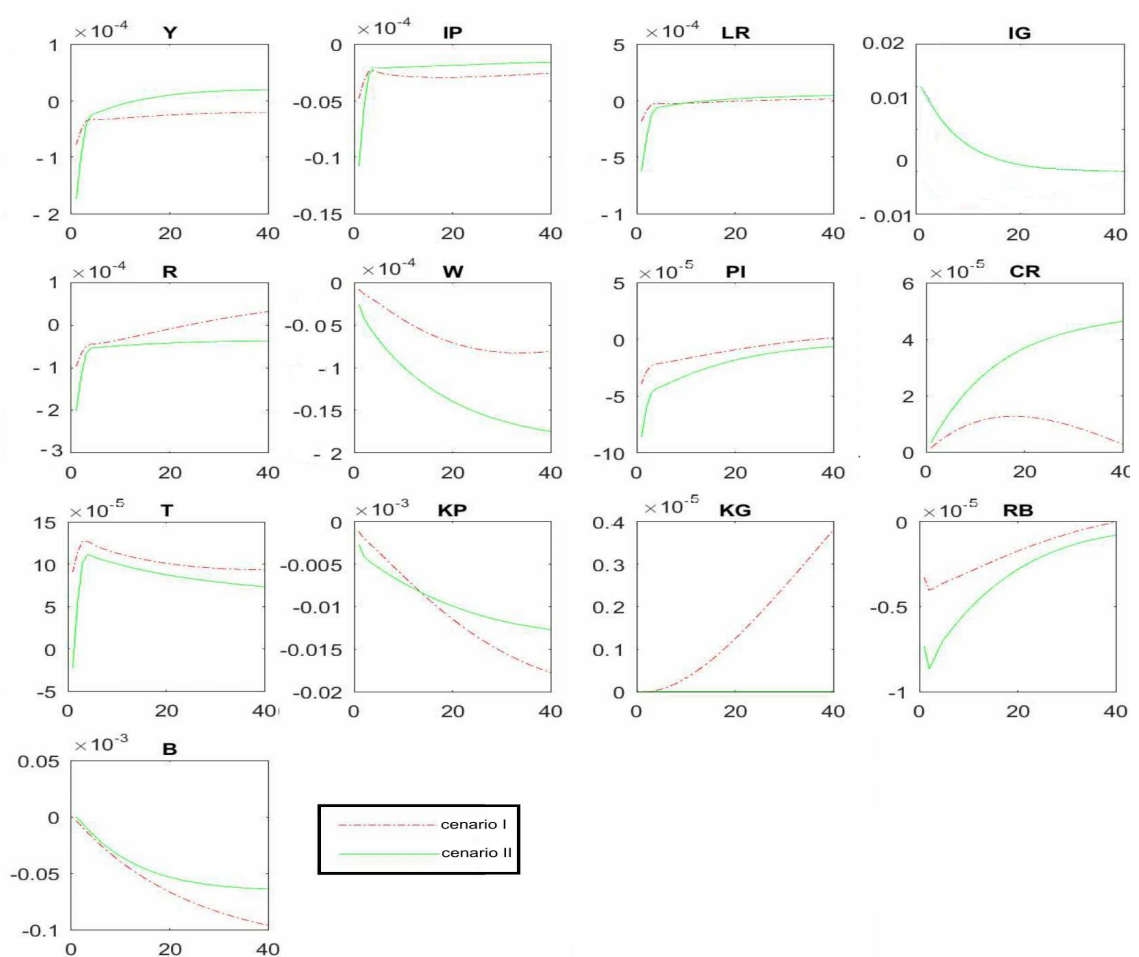 ×10⁻⁴ Y
1
0
- 1
- 2
0 20 40
×10⁻⁴ IP
0
-0.05
-0.1
-0.15
0 20 40
×10⁻⁴ LR
5
0
-5
- 1
0 20 40
IG
0.02
0.01
0
- 0.01
0 20 40
×10⁻⁴ R
1
0
- 1
- 2
- 3
0 20 40
×10⁻⁴ W
0
-0.0 5
- 1
-0.15
- 2
0 20 40
×10⁻⁵ PI
5
0
-5
-10
0 20 40
×10⁻⁵ CR
6
4
2
0
0 20 40
×10⁻⁵ T
15
10
5
0
-5
0 20 40
×10⁻³ KP
0
-0.005
-0.01
-0.015
-0.02
0 20 40
×10⁻⁵ KG
0.4
0.3
0.2
0.1
0
0 20 40
×10⁻⁵ RB
0
-0.5
-1
0 20 40
×10⁻³ B
0.05
0
-0.05
-0.1
0 20 40
cenario I
cenario II